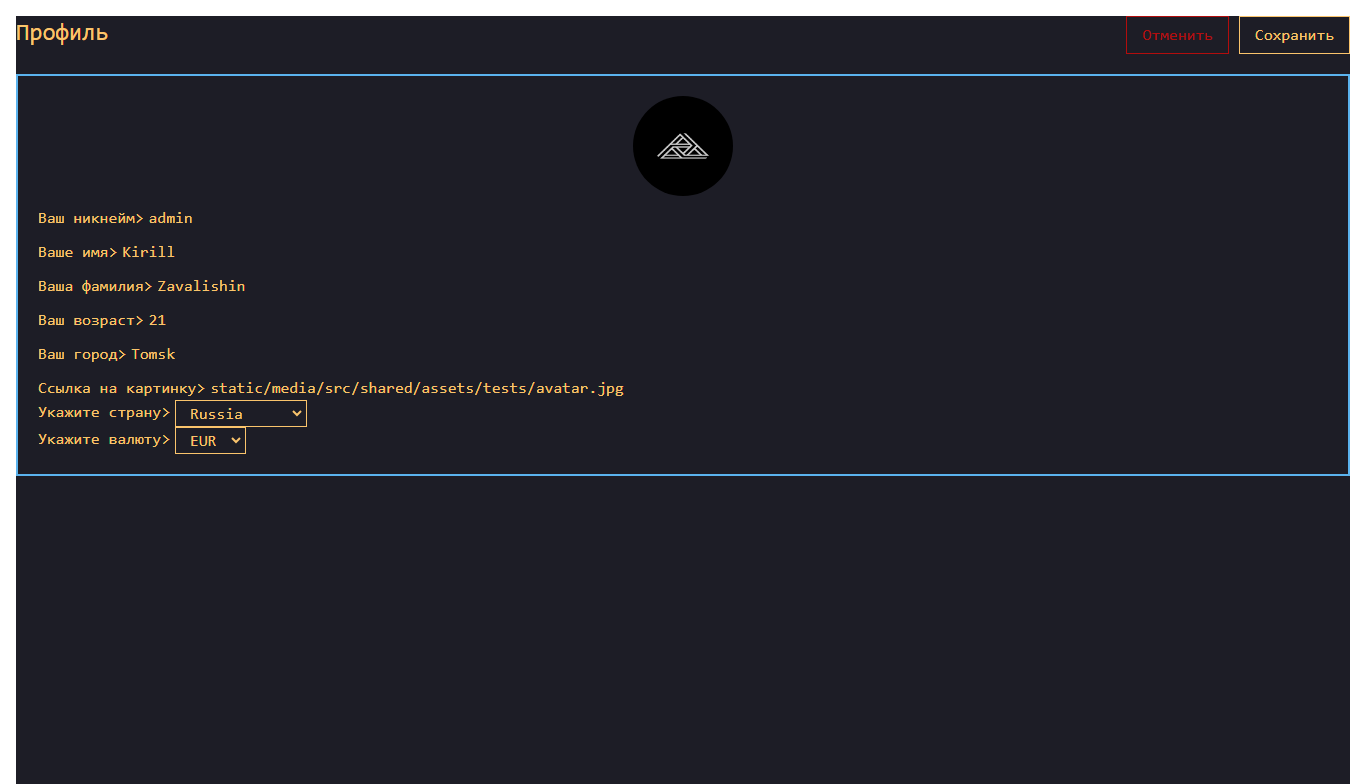 Профиль
Отменить
Сохранить
Ваш никнейм> admin
Ваше имя> Kirill
Ваша фамилия> Zavalishin
Ваш возраст> 21
Ваш город> Tomsk
Ссылка на картинку> static/media/src/shared/assets/tests/avatar.jpg
Укажите страну> Russia
Укажите валюту> EUR